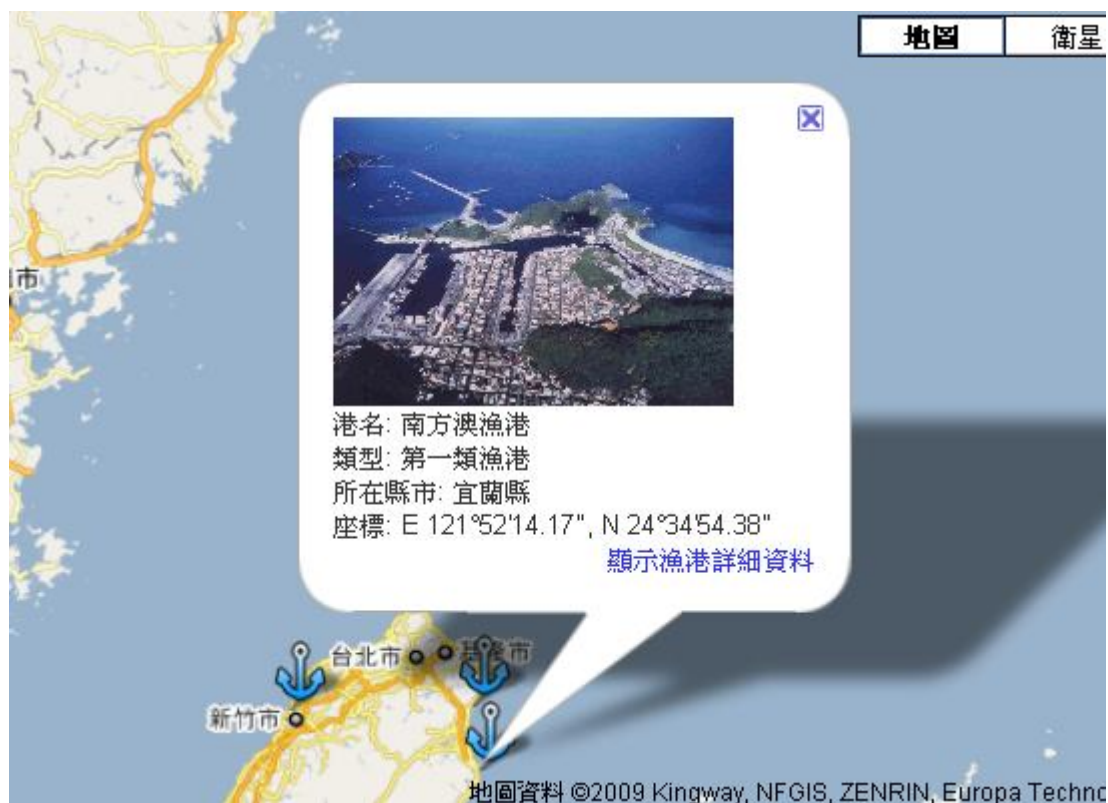 地圖
衛星
市
港名: 南方澳漁港
類型: 第一類漁港
所在縣市: 宜蘭縣
座標: E 121°52'14.17", N 24°34'54.38"
顯示漁港詳細資料
台北市
基隆市
新竹市
地圖資料 ©2009 Kingway, NFGIS, ZENRIN, Europa Techno